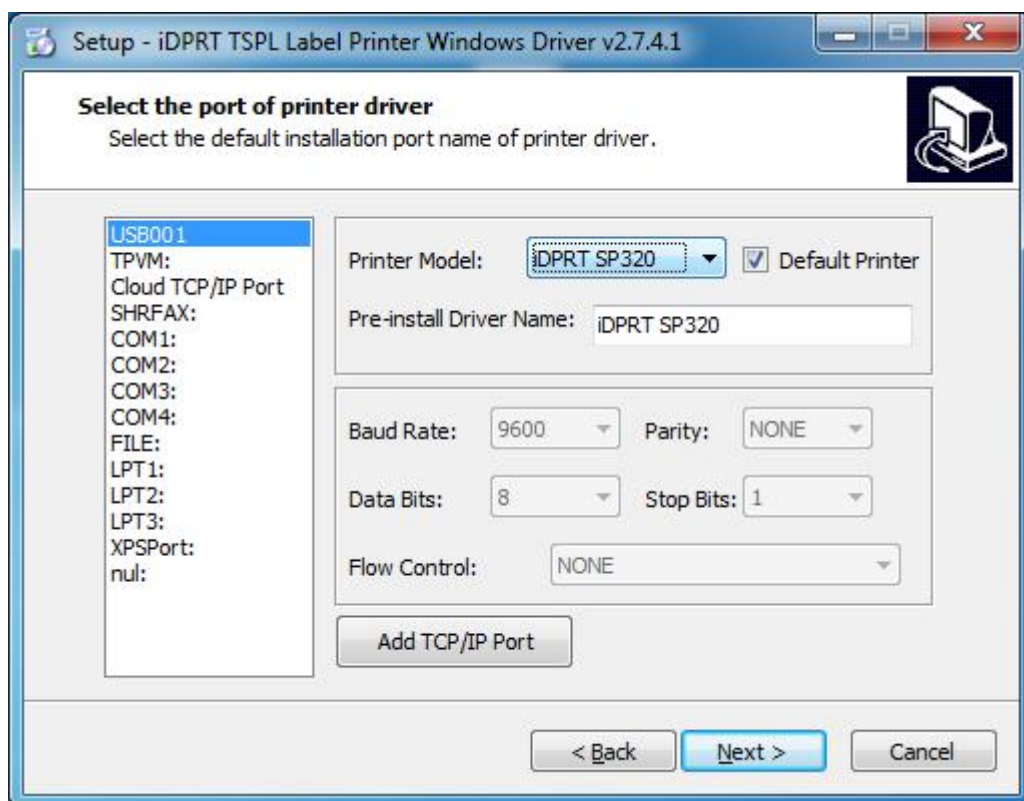 Setup - iDPRT TSPL Label Printer Windows Driver v2.7.4.1
Select the port of printer driver
Select the default installation port name of printer driver.
USB001
TPVM:
Cloud TCP/IP Port
SHRFAX:
COM1:
COM2:
COM3:
COM4:
FILE:
LPT1:
LPT2:
LPT3:
XPSPort:
nul:
Printer Model: iDPRT SP320 Default Printer
Pre-install Driver Name: iDPRT SP320
Baud Rate: 9600 Parity: NONE
Data Bits: 8 Stop Bits: 1
Flow Control: NONE
Add TCP/IP Port
< Back Next > Cancel